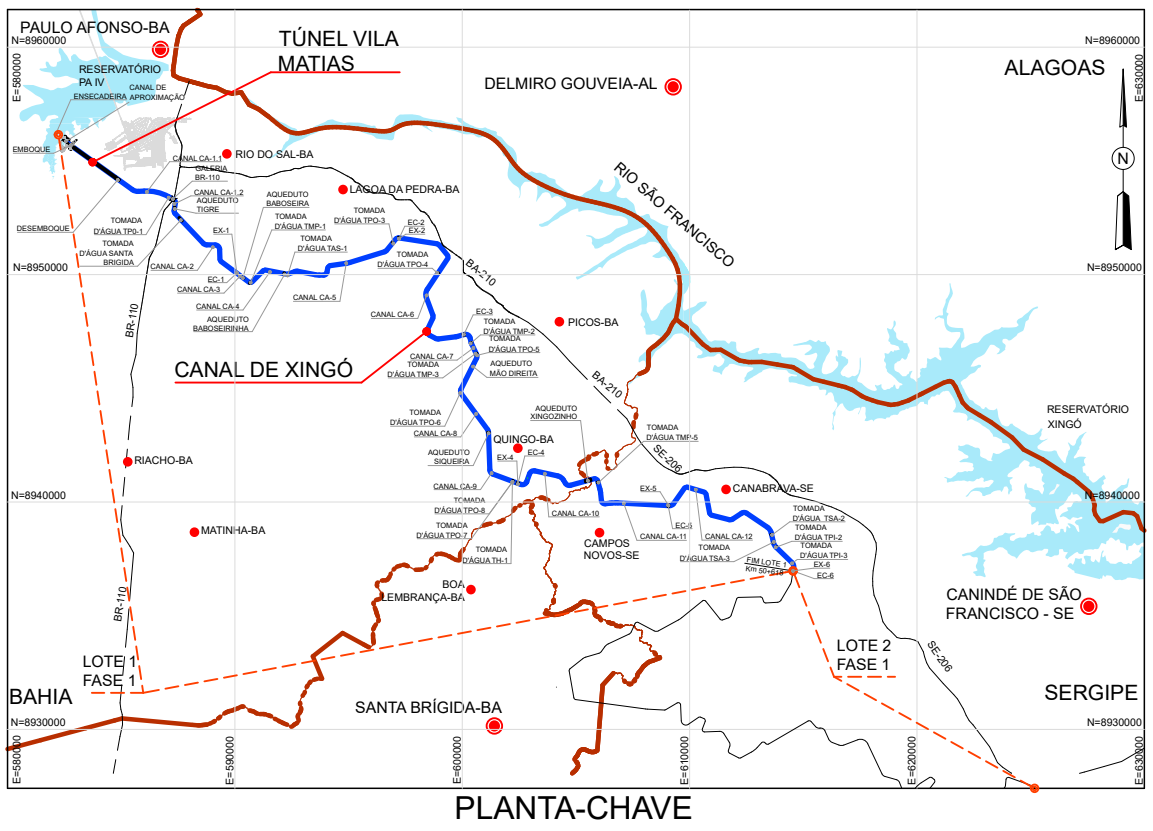 PAULO AFONSO-BA
N=8960000
N=8960000
E=580000
E=630000
TÚNEL VILA
MATIAS
ALAGOAS
DELMIRO GOUVEIA-AL
RESERVATÓRIO
PA IV
CANAL DE
APROXIMAÇÃO
ENSECADEIRA
EMBOQUE
N
RIO DO SAL-BA
CANAL CA-1.1
GALERIA
BR-110
LAGOA DA PEDRA-BA
CANAL CA-1.2
AQUEDUTO
TIGRE
AQUEDUTO
BABOSEIRA
RIO SÃO FRANCISCO
DESEMBOQUE
TOMADA
D'ÁGUA TP0-1
TOMADA
D'ÁGUA SANTA
BRIGIDA
EX-1
TOMADA
D'ÁGUA TMP-1
TOMADA
D'ÁGUA TAS-1
TOMADA
D'ÁGUA TPO-3
EC-2
EX-2
CANAL CA-2
TOMADA
D'ÁGUA TPO-4
N=8950000
N=8950000
EC-1
CANAL CA-3
CANAL CA-4
CANAL CA-5
BA-210
AQUEDUTO
BABOSEIRINHA
CANAL CA-6
BR-110
EC-3
TOMADA
D'ÁGUA TMP-2
TOMADA
D'ÁGUA TPO-5
PICOS-BA
CANAL DE XINGÓ
CANAL CA-7
TOMADA
D'ÁGUA TMP-3
AQUEDUTO
MÃO DIREITA
BA-210
TOMADA
D'ÁGUA TPO-6
CANAL CA-8
AQUEDUTO
XINGOZINHO
RESERVATÓRIO
XINGÓ
TOMADA
D'ÁGUA TMP-5
QUINGO-BA
AQUEDUTO
SIQUEIRA
EX-4
EC-4
SE-206
RIACHO-BA
CANAL CA-9
EX-5
CANABRAVA-SE
N=8940000
N=8940000
TOMADA
D'ÁGUA TPO-8
CANAL CA-10
TOMADA
D'ÁGUA TPO-7
EC-5
CANAL CA-11
CANAL CA-12
TOMADA
D'ÁGUA TSA-2
TOMADA
D'ÁGUA TPI-2
TOMADA
D'ÁGUA TPI-3
MATINHA-BA
CAMPOS
NOVOS-SE
TOMADA
D'ÁGUA TH-1
TOMADA
D'ÁGUA TSA-3
FIM LOTE 1
Km 50+618
EX-6
EC-6
BOA
LEMBRANÇA-BA
CANINDÉ DE SÃO
FRANCISCO - SE
BR-110
LOTE 1
FASE 1
LOTE 2
FASE 1
SE-206
BAHIA
SERGIPE
SANTA BRÍGIDA-BA
N=8930000
N=8930000
E=580000
E=590000
E=600000
E=6100000
E=620000
E=630000
PLANTA-CHAVE